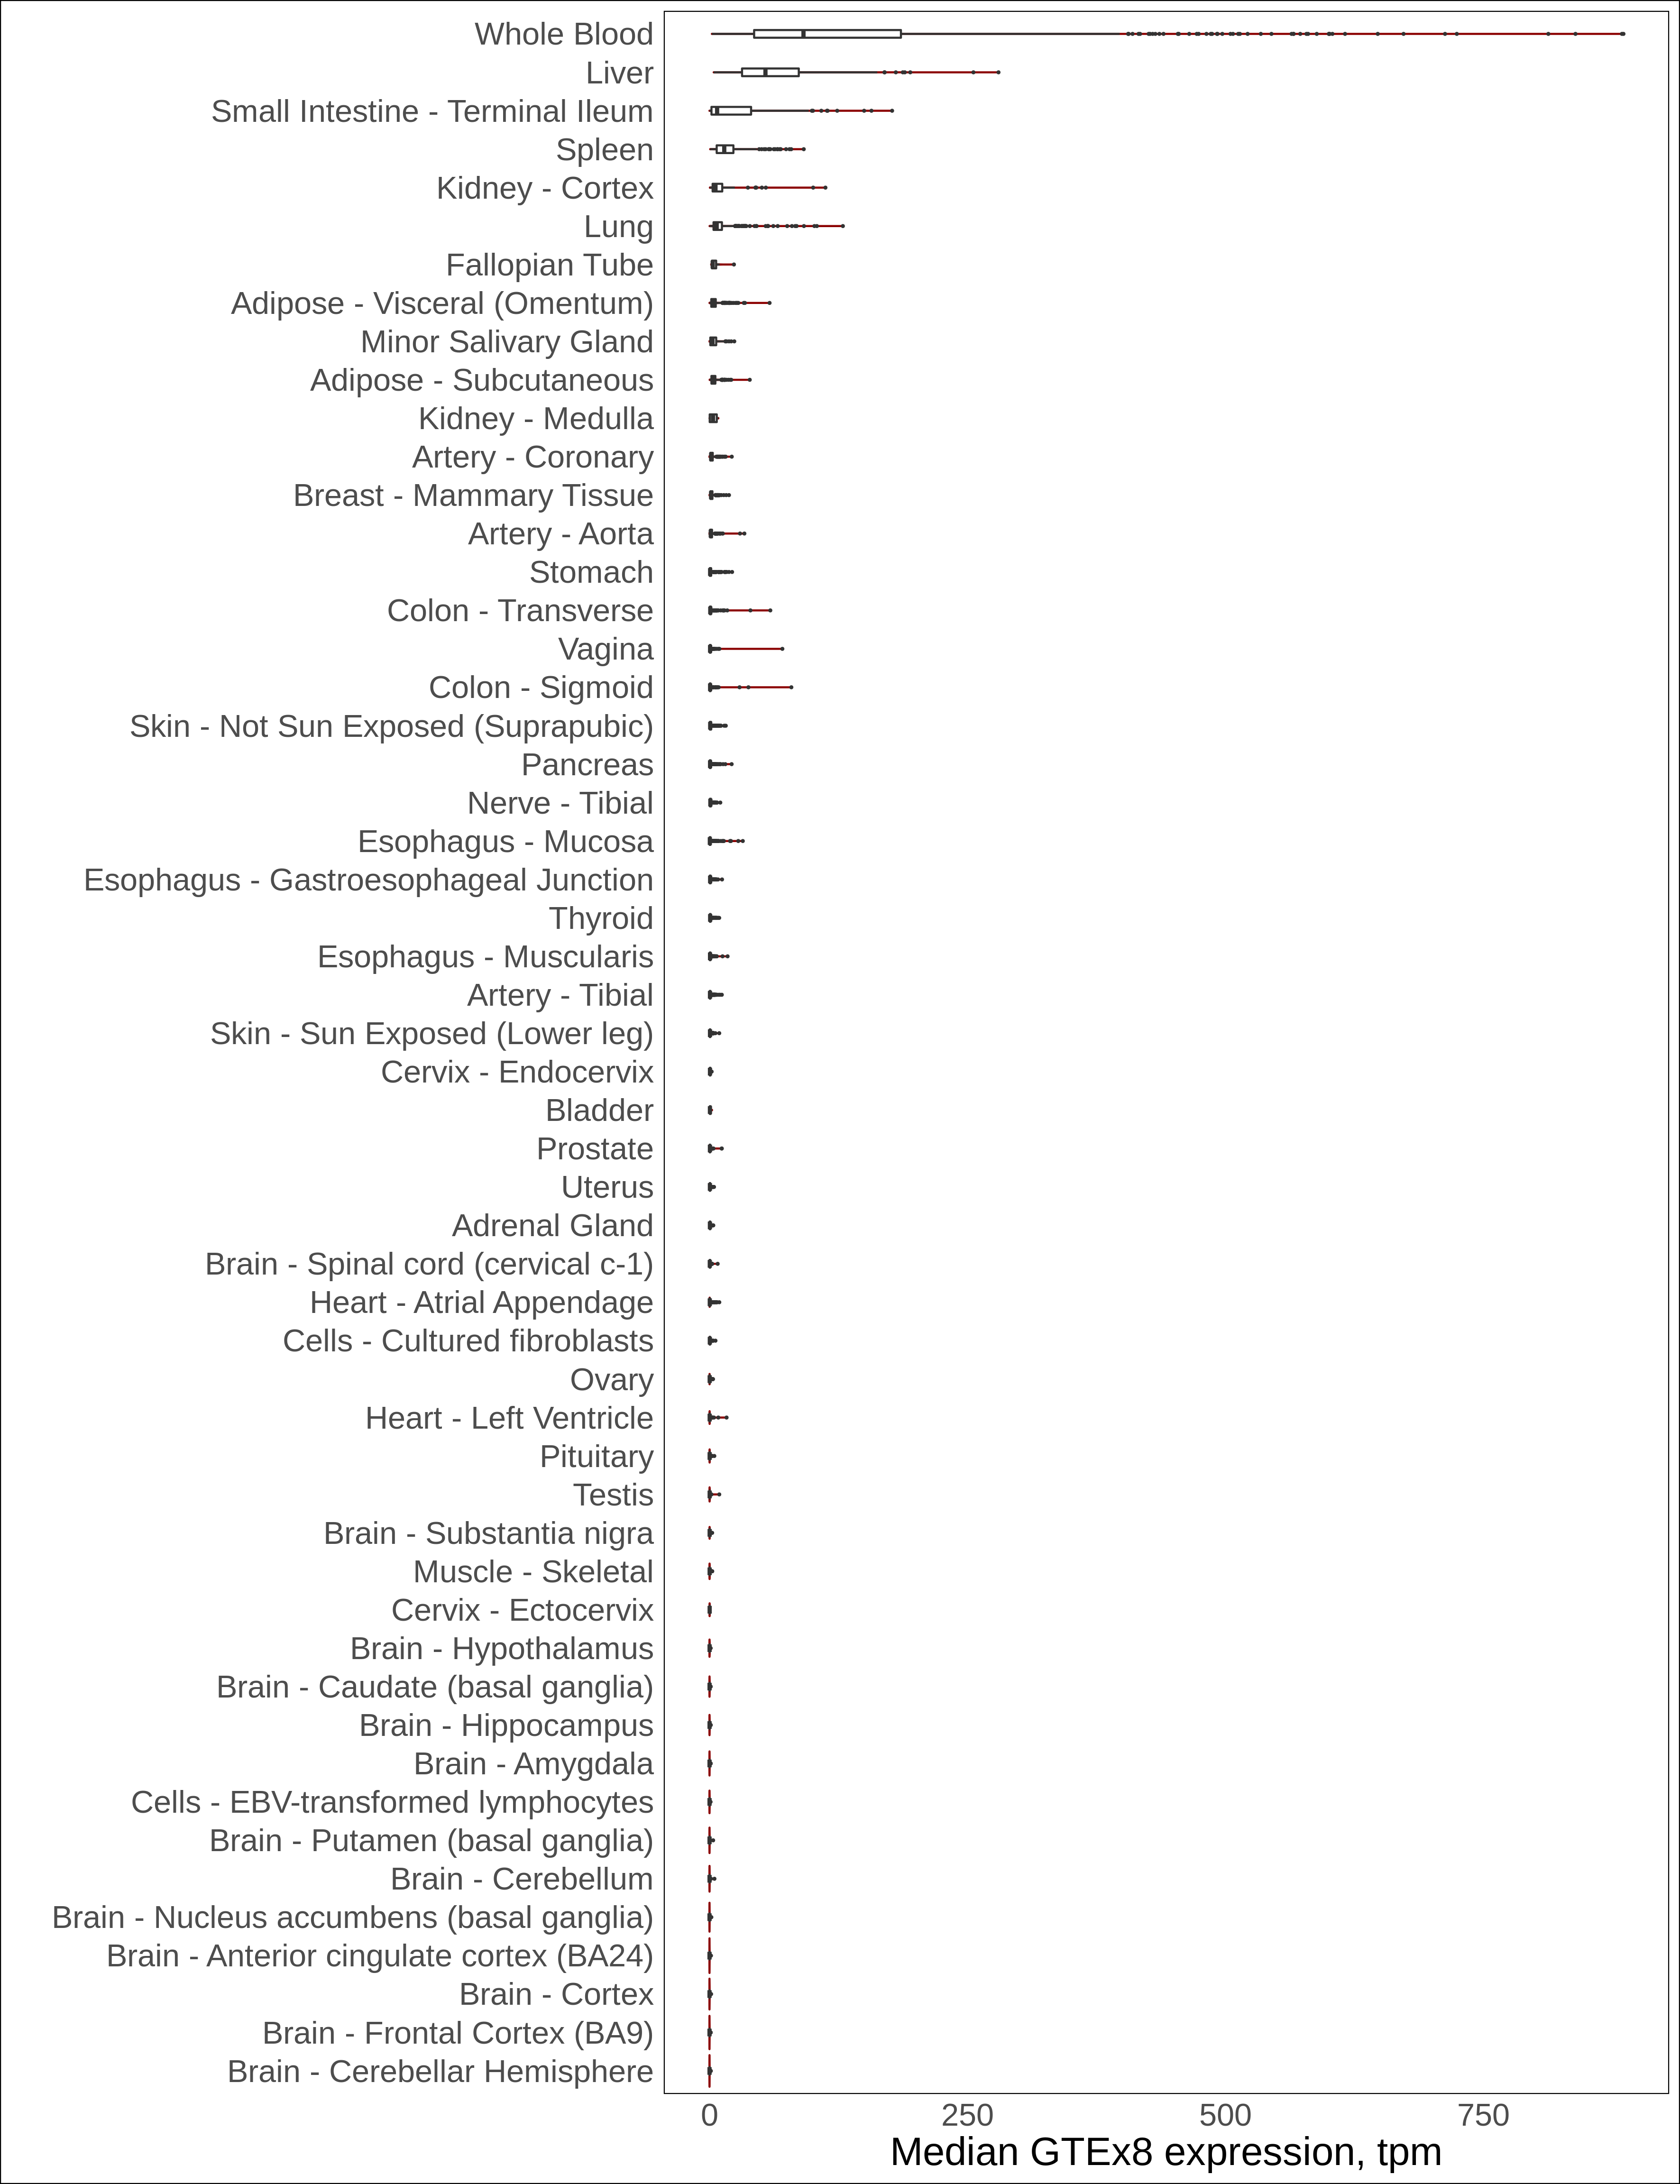 Whole Blood
Liver
Small Intestine - Terminal Ileum
Spleen
Kidney - Cortex
Lung
Fallopian Tube
Adipose - Visceral (Omentum)
Minor Salivary Gland
Adipose - Subcutaneous
Kidney - Medulla
Artery - Coronary
Breast - Mammary Tissue
Artery - Aorta
Stomach
Colon - Transverse
Vagina
Colon - Sigmoid
Skin - Not Sun Exposed (Suprapubic)
Pancreas
Nerve - Tibial
Esophagus - Mucosa
Esophagus - Gastroesophageal Junction
Thyroid
Esophagus - Muscularis
Artery - Tibial
Skin - Sun Exposed (Lower leg)
Cervix - Endocervix
Bladder
Prostate
Uterus
Adrenal Gland
Brain - Spinal cord (cervical c-1)
Heart - Atrial Appendage
Cells - Cultured fibroblasts
Ovary
Heart - Left Ventricle
Pituitary
Testis
Brain - Substantia nigra
Muscle - Skeletal
Cervix - Ectocervix
Brain - Hypothalamus
Brain - Caudate (basal ganglia)
Brain - Hippocampus
Brain - Amygdala
Cells - EBV-transformed lymphocytes
Brain - Putamen (basal ganglia)
Brain - Cerebellum
Brain - Nucleus accumbens (basal ganglia)
Brain - Anterior cingulate cortex (BA24)
Brain - Cortex
Brain - Frontal Cortex (BA9)
Brain - Cerebellar Hemisphere
0 250 500 750
Median GTEx8 expression, tpm